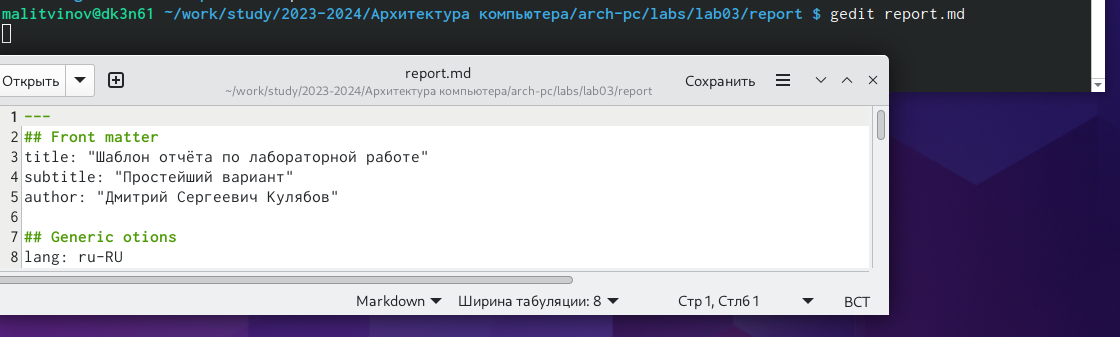 malitvinov@dk3n61 ~/work/study/2023-2024/Архитектура компьютера/arch-pc/labs/lab03/report $ gedit report.md
Открыть
report.md
~/work/study/2023-2024/Архитектура компьютера/arch-pc/labs/lab03/report
Сохранить
1 ---
2 ## Front matter
3 title: "Шаблон отчёта по лабораторной работе"
4 subtitle: "Простейший вариант"
5 author: "Дмитрий Сергеевич Кулябов"
6
7 ## Generic otions
8 lang: ru-RU
Markdown Ширина табуляции: 8 Стр 1, Стлб 1 ВСТ